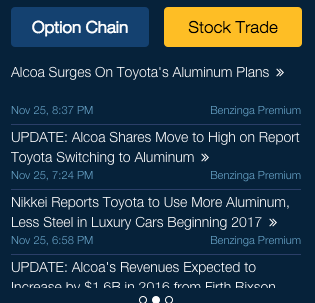 Option Chain Stock Trade
Alcoa Surges On Toyota's Aluminum Plans »
Nov 25, 8:37 PM Benzinga Premium
UPDATE: Alcoa Shares Move to High on Report
Toyota Switching to Aluminum »
Nov 25, 7:24 PM Benzinga Premium
Nikkei Reports Toyota to Use More Aluminum,
Less Steel in Luxury Cars Beginning 2017 »
Nov 25, 6:58 PM Benzinga Premium
UPDATE: Alcoa's Revenues Expected to
Increase by $1.6B in 2016 from Firth Rixson